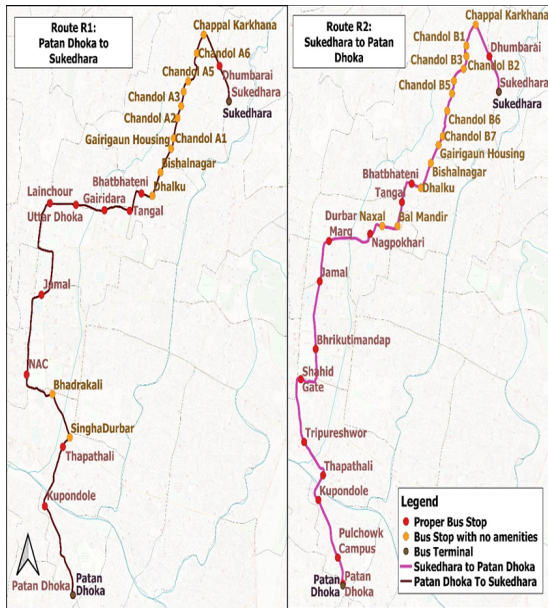 Route R1:
Patan Dhoka to
Sukedhara
Chappal Karkhana
Chandol A6
Dhumbarai
Chandol A5
Sukedhara
Sukedhara
Chandol A3
Chandol A2
Gairigaun Housing
Chandol A1
Bishalnagar
Bhatbhateni
Dhalku
Lainchour
Gairidara
Uttar Dhoka
Tangal
Jamal
NAC
Bhadrakali
SinghaDurbar
Thapathali
Kupondole
Patan Dhoka
Patan
Dhoka
Route R2:
Sukedhara to Patan
Dhoka
Chappal Karkhana
Chandol B1
Dhumbarai
Chandol B3
Chandol B2
Chandol B5
Sukedhara
Sukedhara
Chandol B6
Chandol B7
Gairigaun Housing
Bishalnagar
Bhatbhateni
Dhalku
Tangal
Durbar
Marg
Naxal
Bal Mandir
Nagpokhari
Jamal
Bhrikutimandap
Shahid
Gate
Tripureshwor
Thapathali
Kupondole
Pulchowk
Campus
Patan
Dhoka
Patan
Dhoka
Legend
Proper Bus Stop
Bus Stop with no amenities
Bus Terminal
Sukedhara to Patan Dhoka
Patan Dhoka To Sukedhara